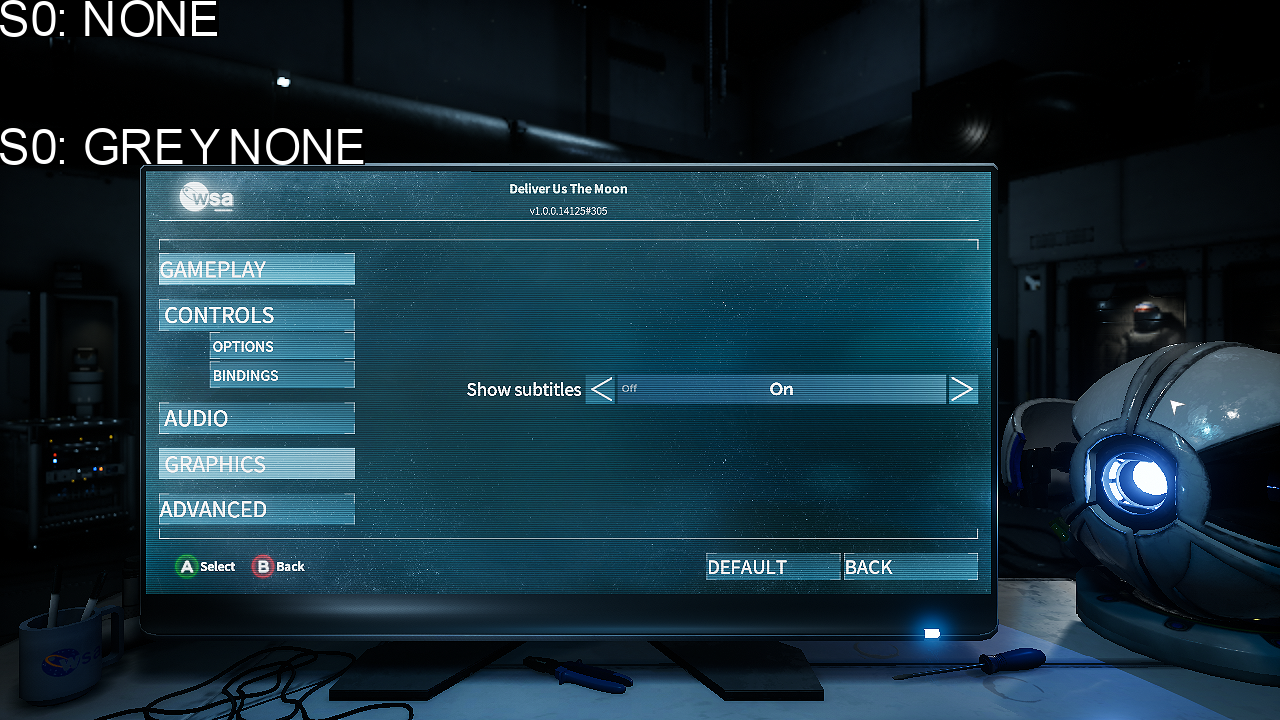 S0: NONE
S0: GREY NONE
wsa
Deliver Us The Moon
v1.0.0.14125#305
GAMEPLAY
CONTROLS
OPTIONS
BINDINGS
Show subtitles
Off
On
AUDIO
GRAPHICS
ADVANCED
A Select
B Back
DEFAULT
BACK
wsa